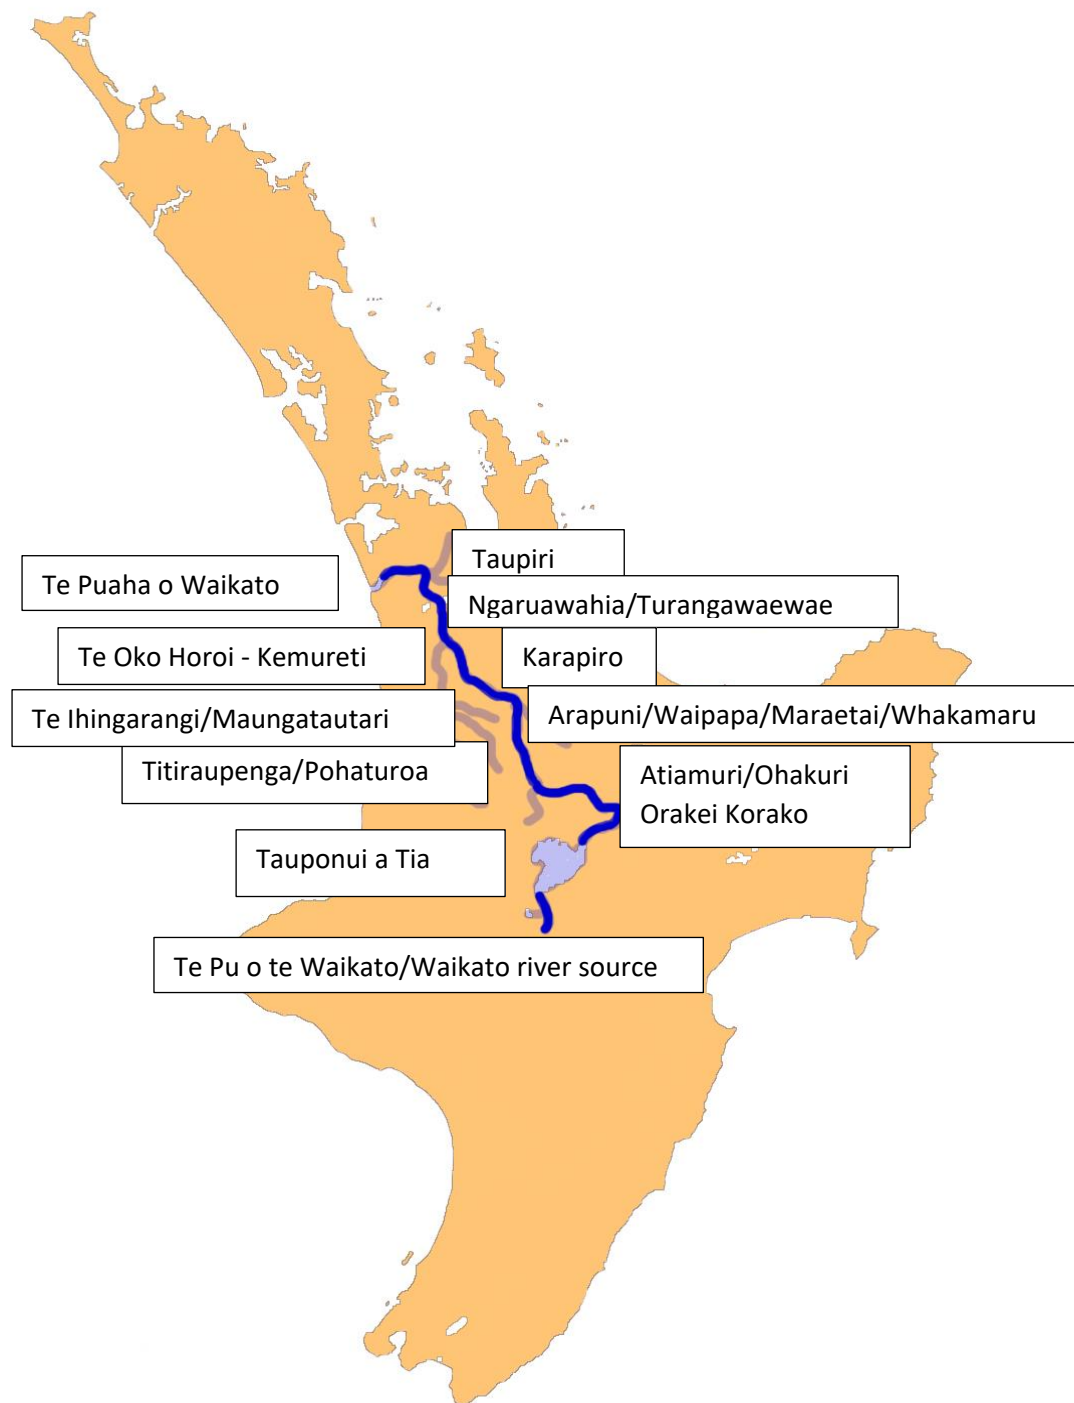 Taupiri
Te Puaha o Waikato
Ngaruawahia/Turangawaewae
Te Oko Horoi - Kemureti
Karapiro
Te Ihingarangi/Maungatautari
Arapuni/Waipapa/Maraetai/Whakamaru
Titiraupenga/Pohaturoa
Atiamuri/Ohakuri
Orakei Korako
Tauponui a Tia
Te Pu o te Waikato/Waikato river source